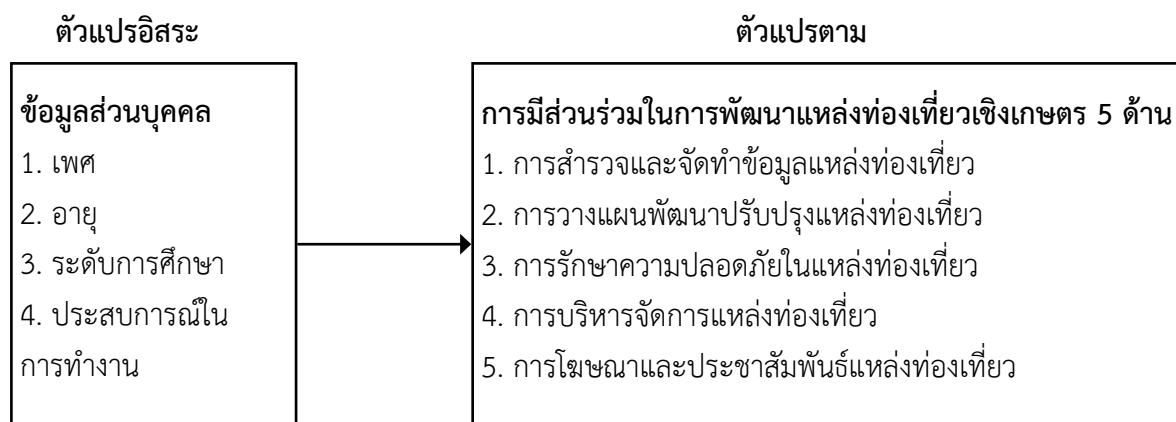 ตัวแปรอิสระ
ตัวแปรตาม
ข้อมูลส่วนบุคคล
1. เพศ
2. อายุ
3. ระดับการศึกษา
4. ประสบการณ์ใน
การทำงาน
การมีส่วนร่วมในการพัฒนาแหล่งท่องเที่ยวเชิงเกษตร 5 ด้าน
1. การสำรวจและจัดทำข้อมูลแหล่งท่องเที่ยว
2. การวางแผนพัฒนาปรับปรุงแหล่งท่องเที่ยว
3. การรักษาความปลอดภัยในแหล่งท่องเที่ยว
4. การบริหารจัดการแหล่งท่องเที่ยว
5. การโฆษณาและประชาสัมพันธ์แหล่งท่องเที่ยว